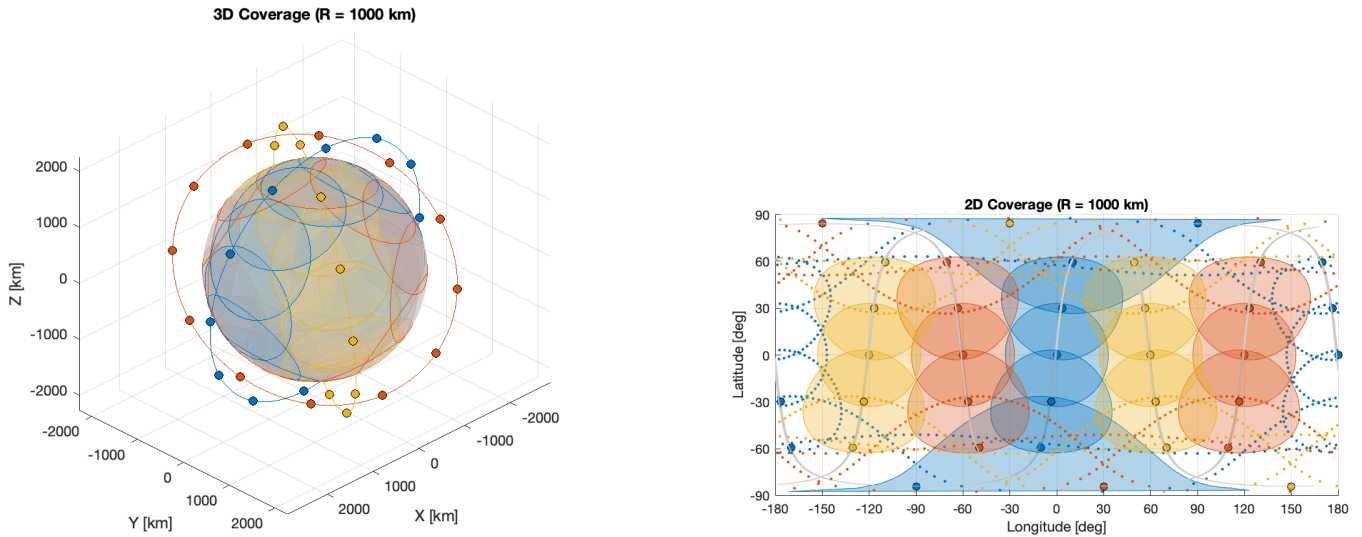 3D Coverage (R = 1000 km)
2000
1000
0
-1000
-2000
Z [km]
-2000
-1000
0
1000
2000
Y [km]
2000
1000
0
-1000
-2000
X [km]
2D Coverage (R = 1000 km)
90
60
30
0
-30
-60
-90
Latitude [deg]
-180 -150 -120 -90 -60 -30 0 30 60 90 120 150 180
Longitude [deg]